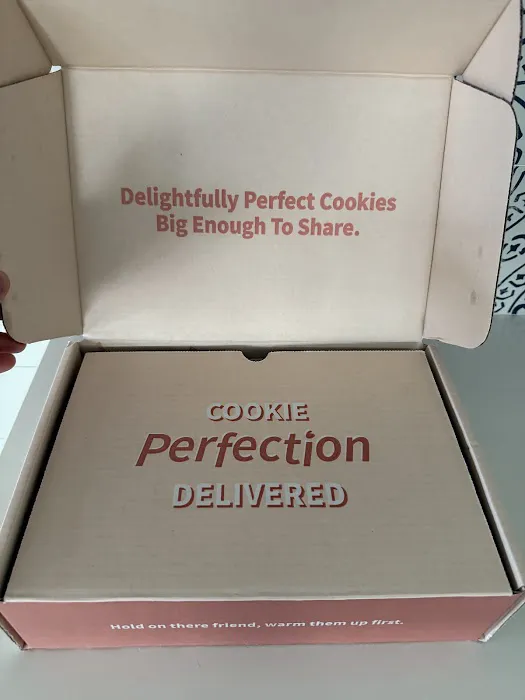 Delightfully Perfect Cookies
Big Enough To Share.
COOKIE
Perfection
DELIVERED
Hold on there friend, warm them up first.